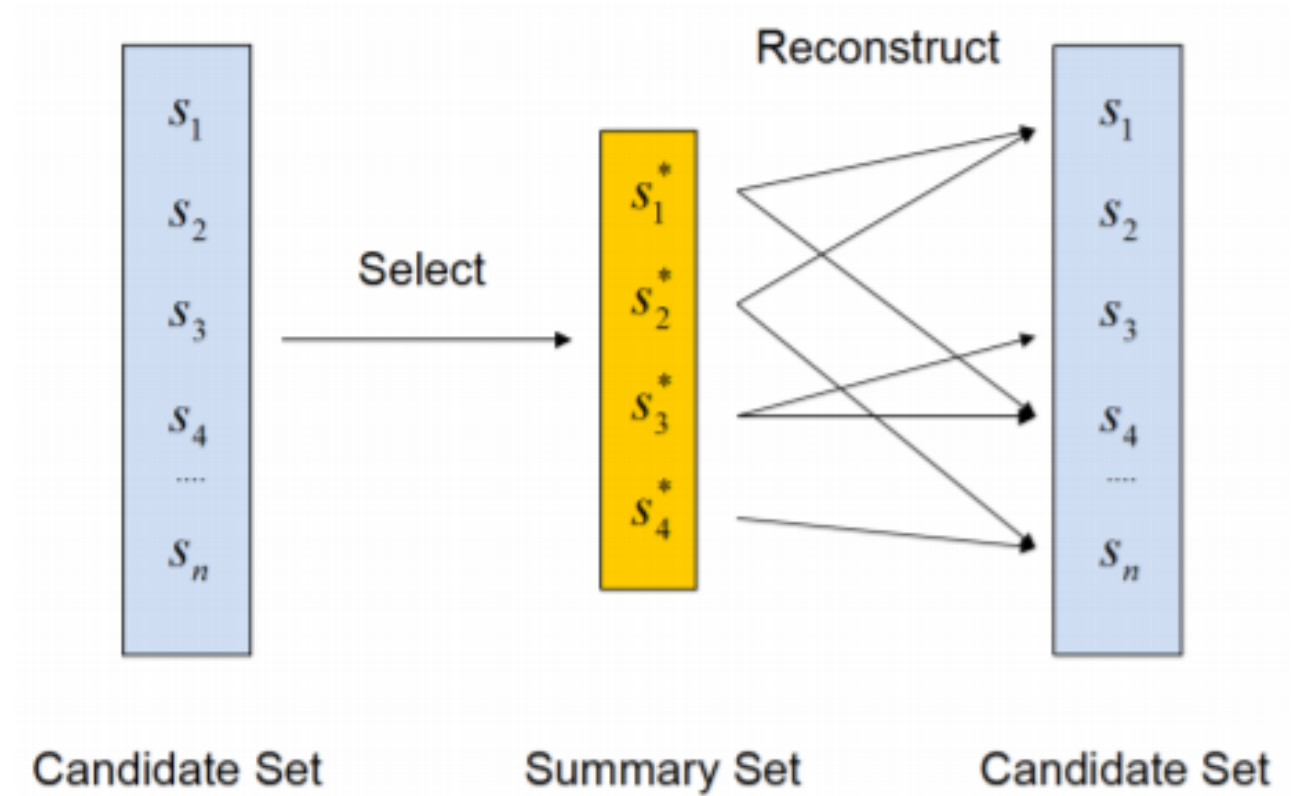 Reconstruct
Select
s1
s2
s3
s4
....
sn
s1*
s2*
s3*
s4*
s1
s2
s3
s4
....
sn
Candidate Set
Summary Set
Candidate Set